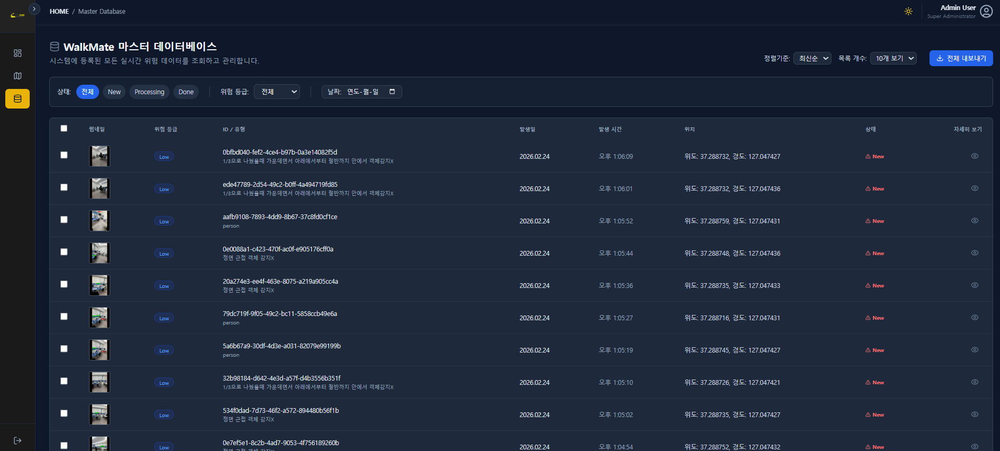 HOME / Master Database
Admin User
Super Administrator
WalkMate 마스터 데이터베이스
시스템에 등록된 모든 실시간 위험 데이터를 조회하고 관리합니다.
정렬기준: 최신순 목록 개수: 10개 보기 전체 내보내기
상태: 전체 New Processing Done 위험 등급: 전체 날짜: 연도-월-일
썸네일 위험 등급 ID / 유형 발생일 발생 시간 위치 상태 자세히 보기
Low 0bfbd040-fef2-4ce4-b97b-0a3e14082f5d 2026.02.24 오후 1:06:09 위도: 37.288732, 경도: 127.047427 New
1/3으로 나눴을때 가운데면서 아래에서부터 절반까지 안에서 객체감지X
Low ede47789-2d54-49c2-b0ff-4a494719fd85 2026.02.24 오후 1:06:01 위도: 37.288732, 경도: 127.047436 New
1/3으로 나눴을때 가운데면서 아래에서부터 절반까지 안에서 객체감지X
Low aafb9108-7893-4dd9-8b67-37c8fd0cf1ce 2026.02.24 오후 1:05:52 위도: 37.288759, 경도: 127.047431 New
person
Low 0e0088a1-c423-470f-ac0f-e905176cff0a 2026.02.24 오후 1:05:44 위도: 37.288748, 경도: 127.047436 New
정면 근접 객체 감지X
Low 20a274e3-ee4f-463e-8075-a219a905cc4a 2026.02.24 오후 1:05:36 위도: 37.288735, 경도: 127.047433 New
정면 근접 객체 감지X
Low 79dc719f-9f05-49c2-bc11-5858ccb49e6a 2026.02.24 오후 1:05:27 위도: 37.288716, 경도: 127.047431 New
person
Low 5a6b67a9-30df-4d3e-a031-82079e99199b 2026.02.24 오후 1:05:19 위도: 37.288745, 경도: 127.047427 New
person
Low 32b98184-d642-4e3d-a57f-d4b3556b351f 2026.02.24 오후 1:05:10 위도: 37.288726, 경도: 127.047421 New
1/3으로 나눴을때 가운데면서 아래에서부터 절반까지 안에서 객체감지X
Low 534f0dad-7d73-46f2-a572-894480b56f1b 2026.02.24 오후 1:05:02 위도: 37.288735, 경도: 127.047427 New
정면 근접 객체 감지X
Low 0e7ef5e1-8c2b-4ad7-9053-4f756189260b 2026.02.24 오후 1:04:54 위도: 37.288752, 경도: 127.047432 New